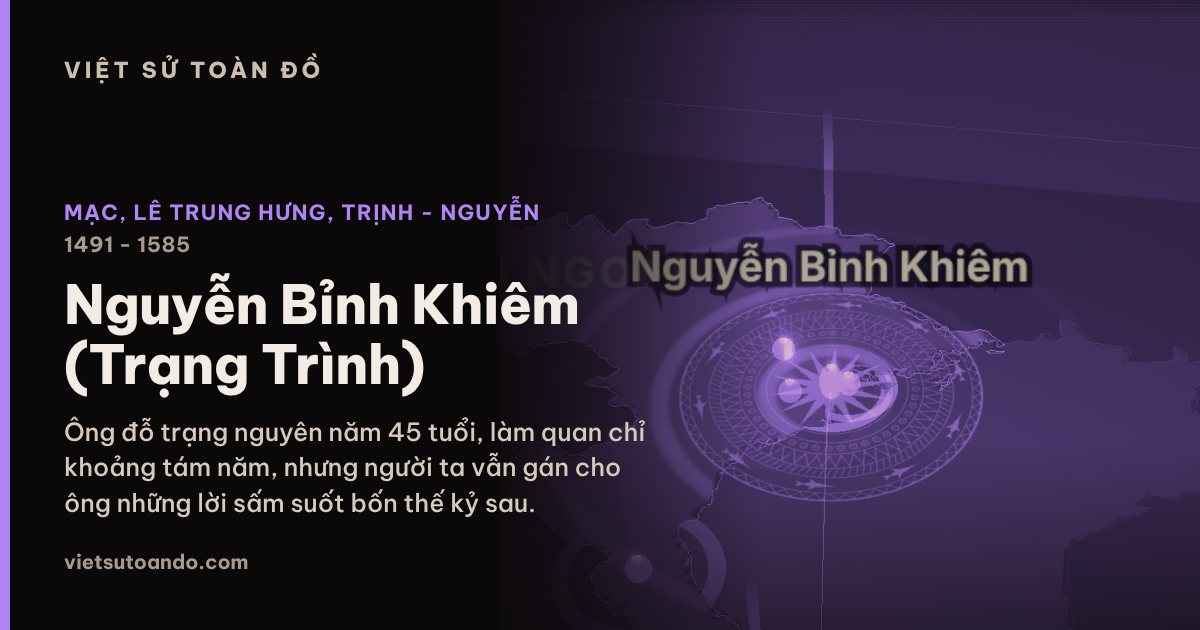 VIỆT SỬ TOÀN ĐỒ
MẠC, LÊ TRUNG HƯNG, TRỊNH - NGUYỄN
1491 - 1585
Nguyễn Bỉnh Khiêm
(Trạng Trình)
Ông đỗ trạng nguyên năm 45 tuổi, làm quan chỉ
khoảng tám năm, nhưng người ta vẫn gán cho
ông những lời sấm suốt bốn thế kỷ sau.
vietsutoando.com
Nguyễn Bỉnh Khiêm